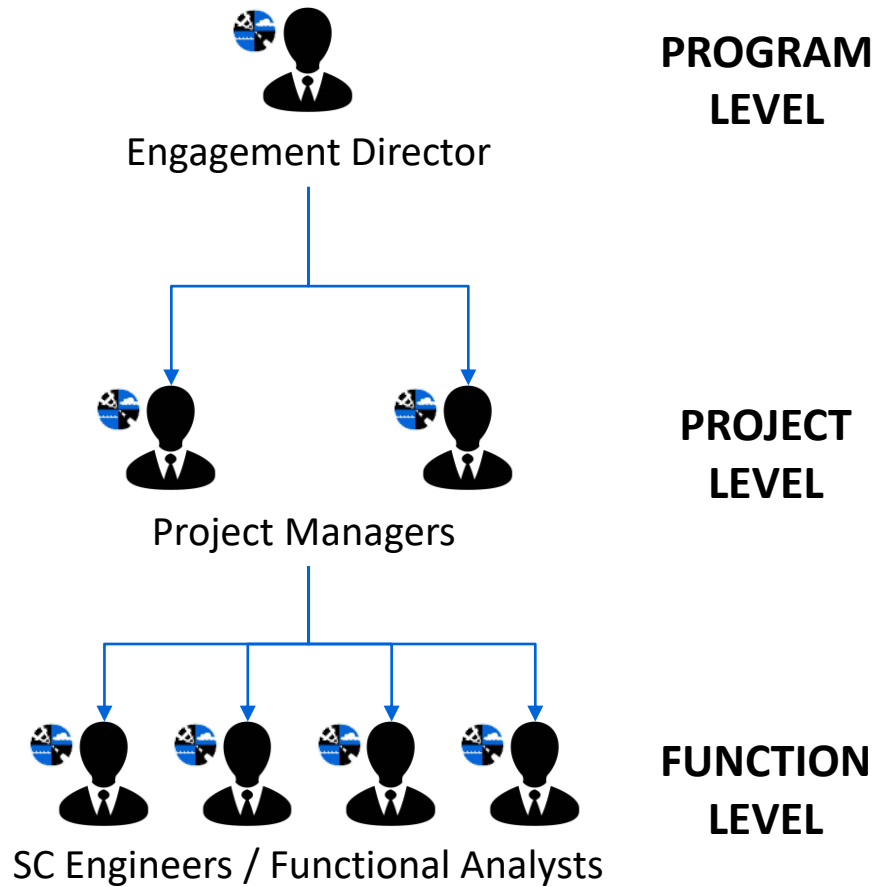 PROGRAM
LEVEL
Engagement Director
PROJECT
LEVEL
Project Managers
FUNCTION
LEVEL
SC Engineers / Functional Analysts